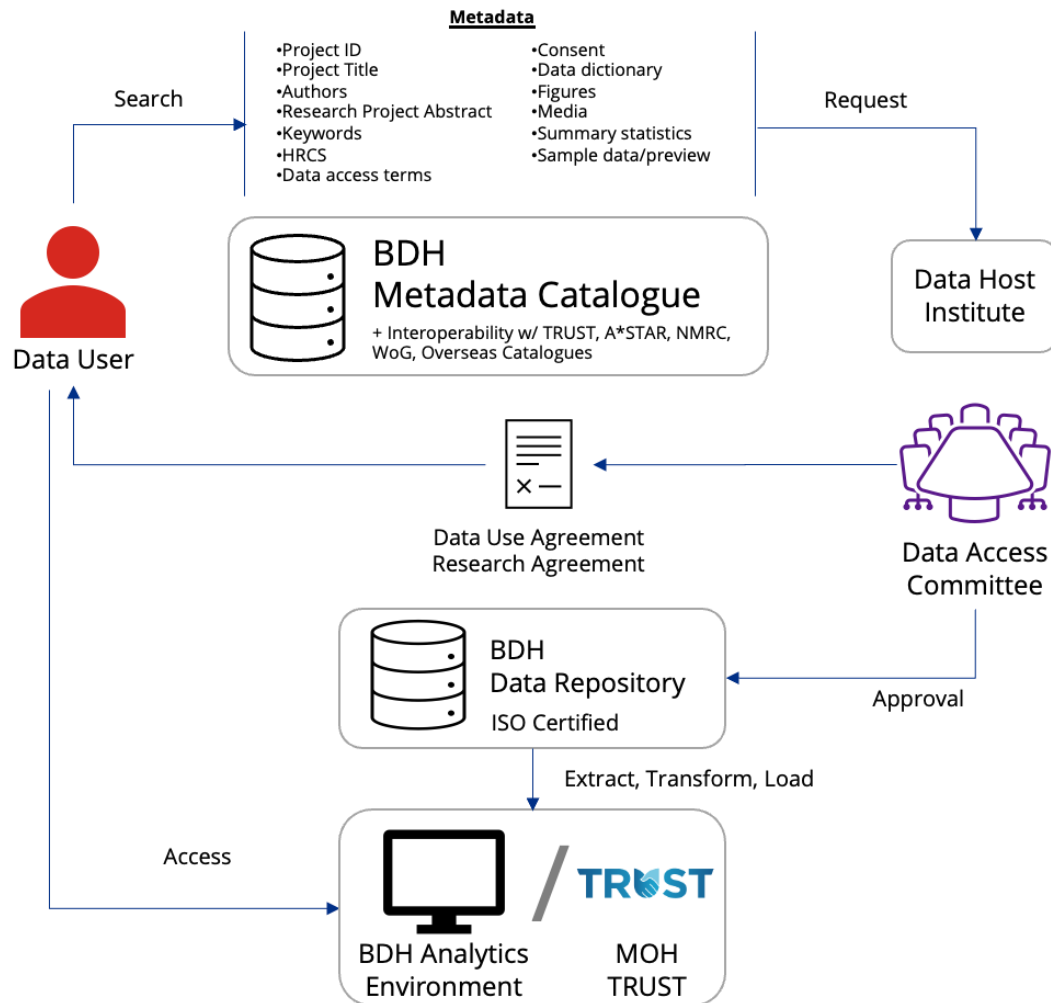 Metadata
•Project ID
•Project Title
•Authors
•Research Project Abstract
•Keywords
•HRCS
•Data access terms
•Consent
•Data dictionary
•Figures
•Media
•Summary statistics
•Sample data/preview
Search
Request
BDH
Metadata Catalogue
+ Interoperability w/ TRUST, A*STAR, NMRC,
WoG, Overseas Catalogues
Data User
Data Host
Institute
Data Use Agreement
Research Agreement
Data Access
Committee
BDH
Data Repository
ISO Certified
Approval
Extract, Transform, Load
Access
TRUST
BDH Analytics
Environment
MOH
TRUST